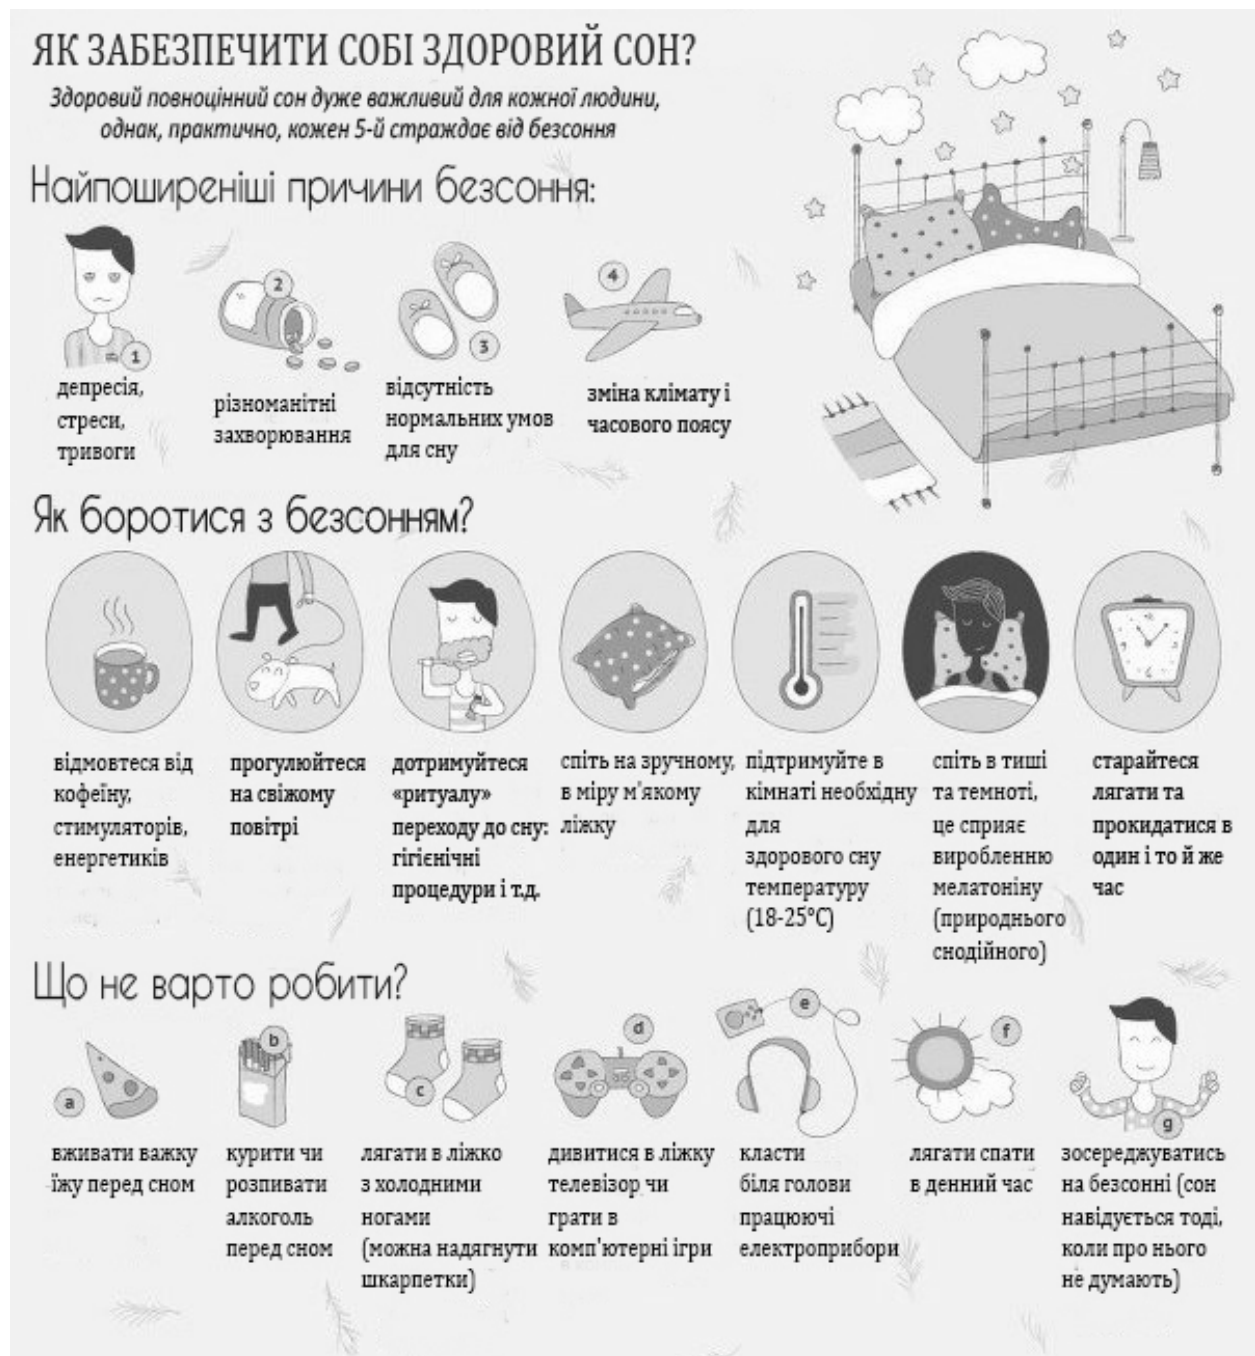 ЯК ЗАБЕЗПЕЧИТИ СОБІ ЗДОРОВИЙ СОН?
Здоровий повноцінний сон дуже важливий для кожної людини,
однак, практично, кожен 5-й страждає від безсоння
Найпоширеніші причини безсоння:
1
депресія,
стреси,
тривоги
2
різноманітні
захворювання
3
відсутність
нормальних умов
для сну
4
зміна клімату і
часового поясу
Як боротися з безсонням?
відмовтеся від
кофеїну,
стимуляторів,
енергетиків
прогулюйтеся
на свіжому
повітрі
дотримуйтеся
«ритуалу»
переходу до сну:
гігієнічні
процедури і т.д.
спіть на зручному,
в міру м'якому
ліжку
підтримуйте в
кімнаті необхідну
для
здорового сну
температуру
(18-25°С)
спіть в тиші
та темноті,
це сприяє
виробленню
мелатоніну
(природнього
снодійного)
старайтеся
лягати та
прокидатися в
один і то й же
час
Що не варто робити?
a
вживати важку
їжу перед сном
b
курити чи
розпивати
алкоголь
перед сном
c
лягати в ліжко
з холодними
ногами
(можна надягнути
шкарпетки)
d
дивитися в ліжку
телевізор чи
грати в
комп'ютерні ігри
e
класти
біля голови
працюючі
електроприбори
f
лягати спати
в денний час
g
зосереджуватись
на безсонні (сон
навідується тоді,
коли про нього
не думають)